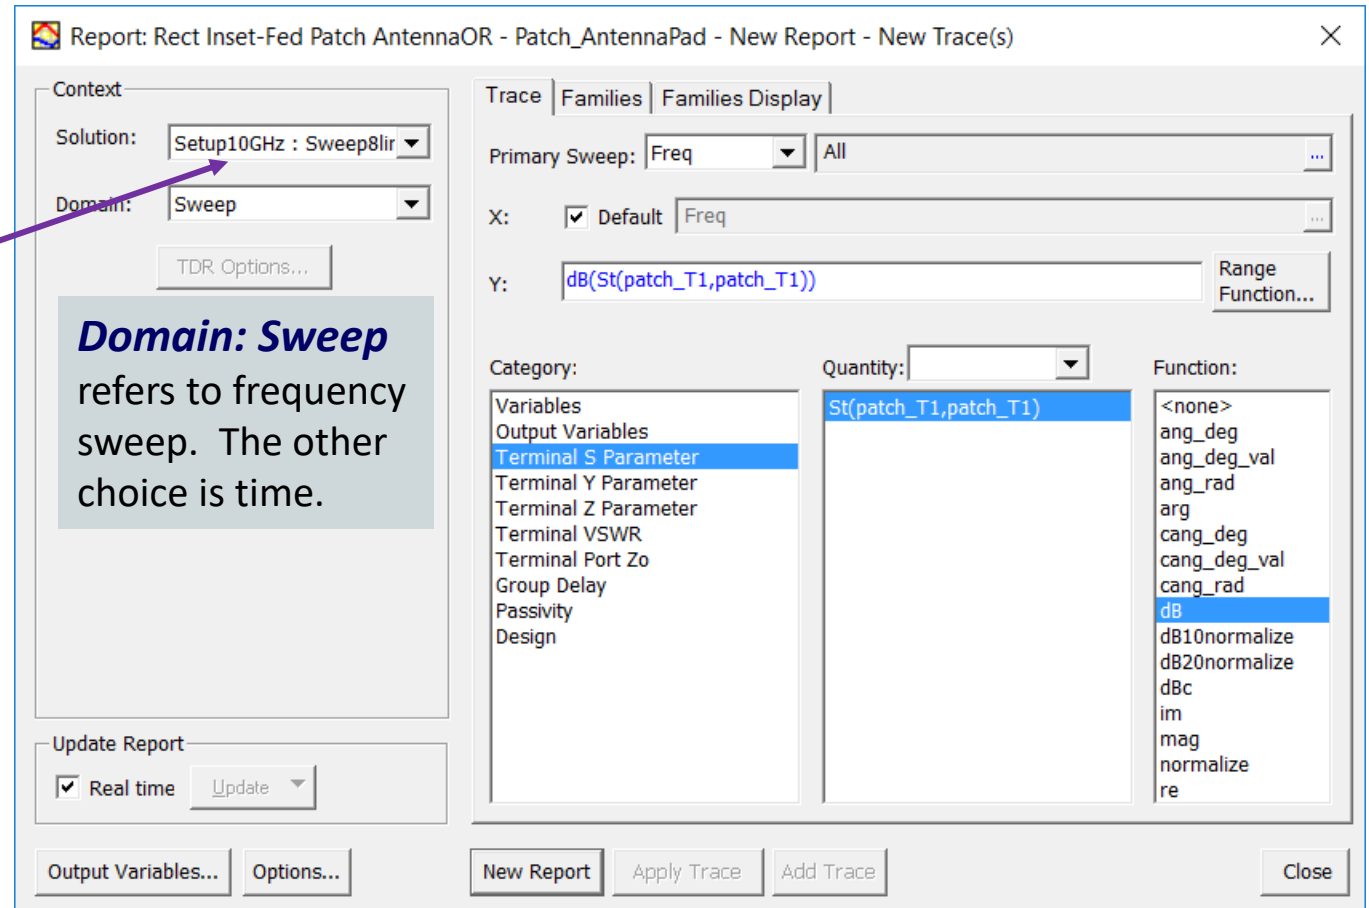 Report: Rect Inset-Fed Patch AntennaOR - Patch_AntennaPad - New Report - New Trace(s)
Context
Solution: Setup10GHz : Sweep8lir
Domain: Sweep
TDR Options...
Domain: Sweep
refers to frequency
sweep. The other
choice is time.
Update Report
Real time Update
Output Variables... Options...
Trace Families Families Display
Primary Sweep: Freq All ...
X: Default Freq ...
Y: dB(St(patch_T1,patch_T1))
Range
Function...
Category:
Variables
Output Variables
Terminal S Parameter
Terminal Y Parameter
Terminal Z Parameter
Terminal VSWR
Terminal Port Zo
Group Delay
Passivity
Design
Quantity:
St(patch_T1,patch_T1)
Function:
<none>
ang_deg
ang_deg_val
ang_rad
arg
cang_deg
cang_deg_val
cang_rad
dB
dB10normalize
dB20normalize
dBc
im
mag
normalize
re
New Report Apply Trace Add Trace Close